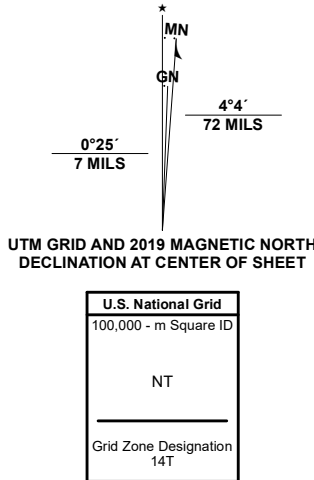 MN
GN
4°4´
72 MILS
0°25´
7 MILS
UTM GRID AND 2019 MAGNETIC NORTH
DECLINATION AT CENTER OF SHEET
U.S. National Grid
100,000 - m Square ID
NT
Grid Zone Designation
14T